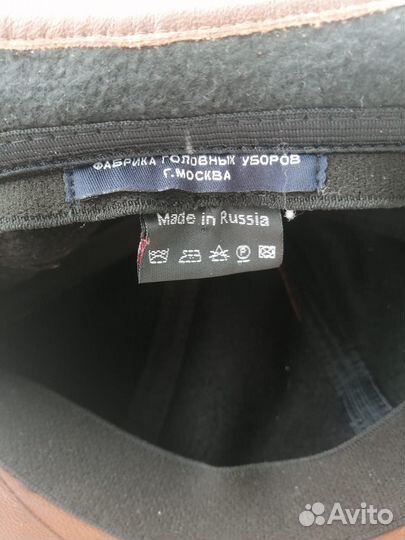 ФАБРИКА ГОЛОВНЫХ УБОРОВ
Г. МОСКВА
Made in Russia
P
Avito